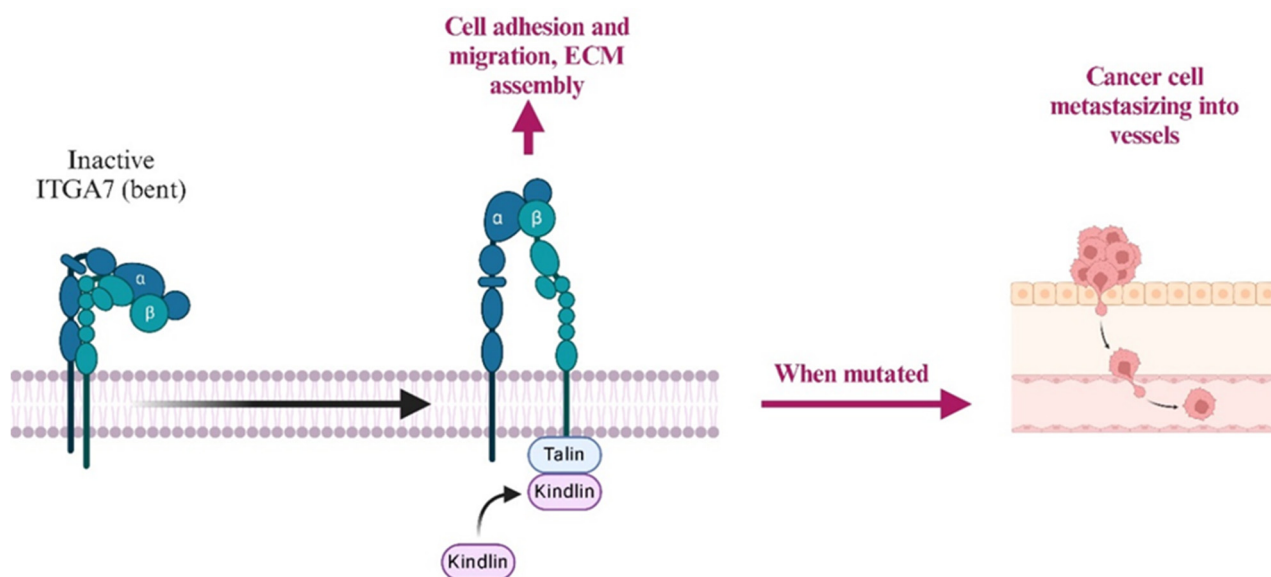 Inactive
ITGA7 (bent)
α
β
Cell adhesion and
migration, ECM
assembly
α
β
Talin
Kindlin
Kindlin
When mutated
Cancer cell
metastasizing into
vessels